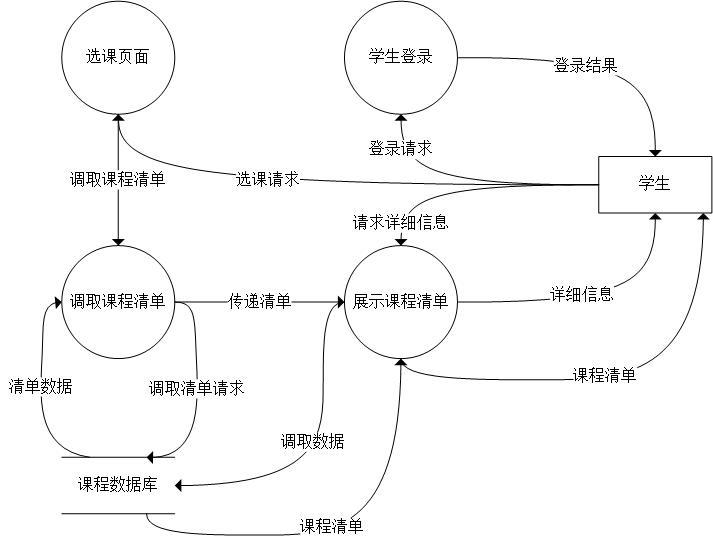 选课页面
学生登录
登录结果
登录请求
调取课程清单
选课请求
学生
请求详细信息
调取课程清单
传递清单
展示课程清单
详细信息
清单数据
调取清单请求
课程清单
调取数据
课程数据库
课程清单